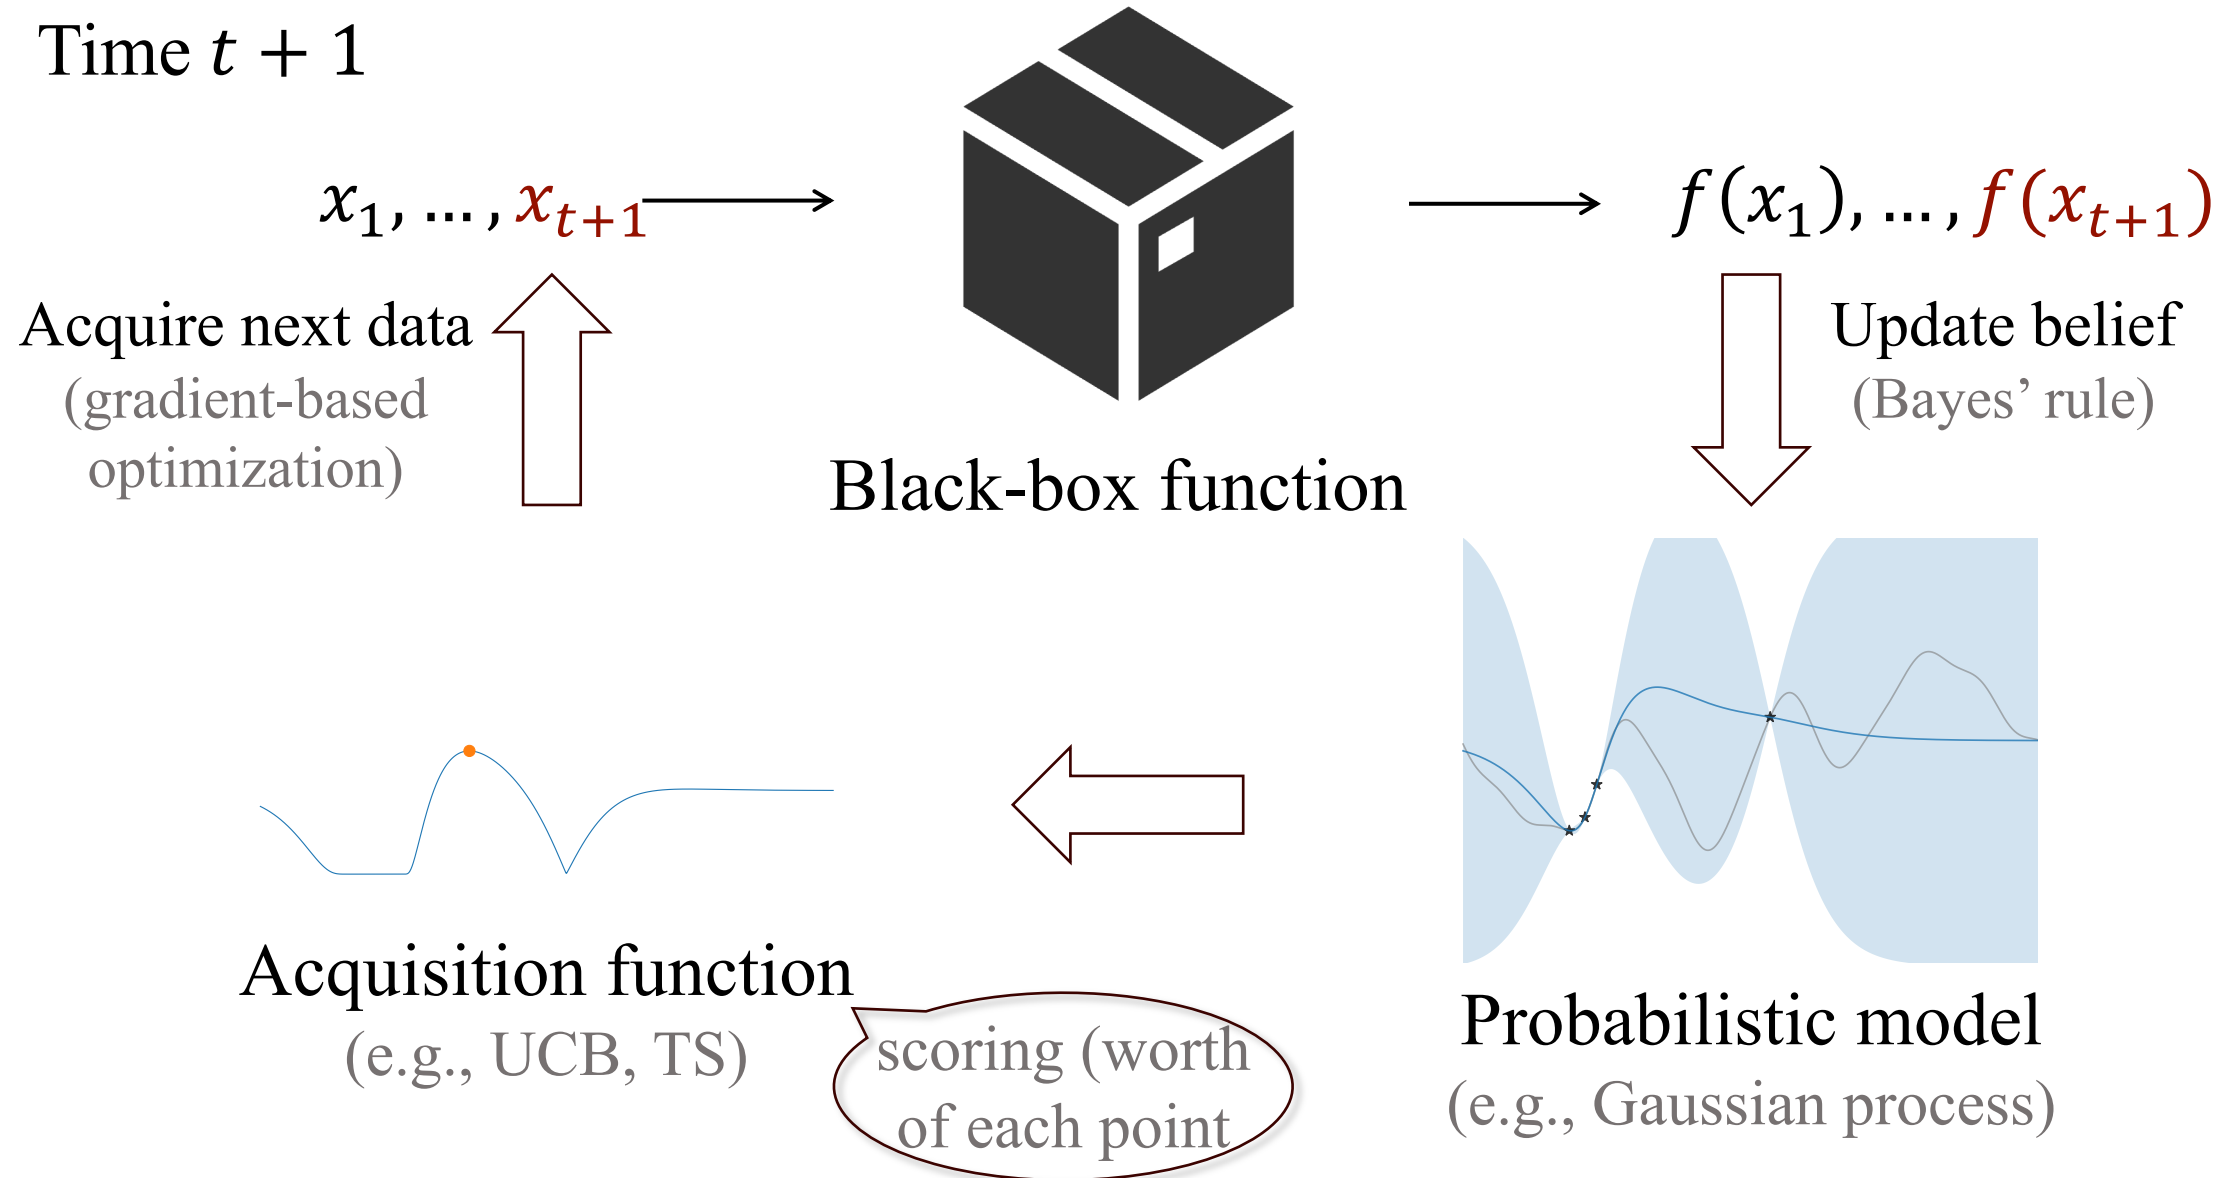 Time t + 1
x₁, … , xₜ₊₁
f(x₁), … , f(xₜ₊₁)
Acquire next data
(gradient-based
optimization)
Black-box function
Update belief
(Bayes’ rule)
Acquisition function
(e.g., UCB, TS)
scoring (worth
of each point
Probabilistic model
(e.g., Gaussian process)